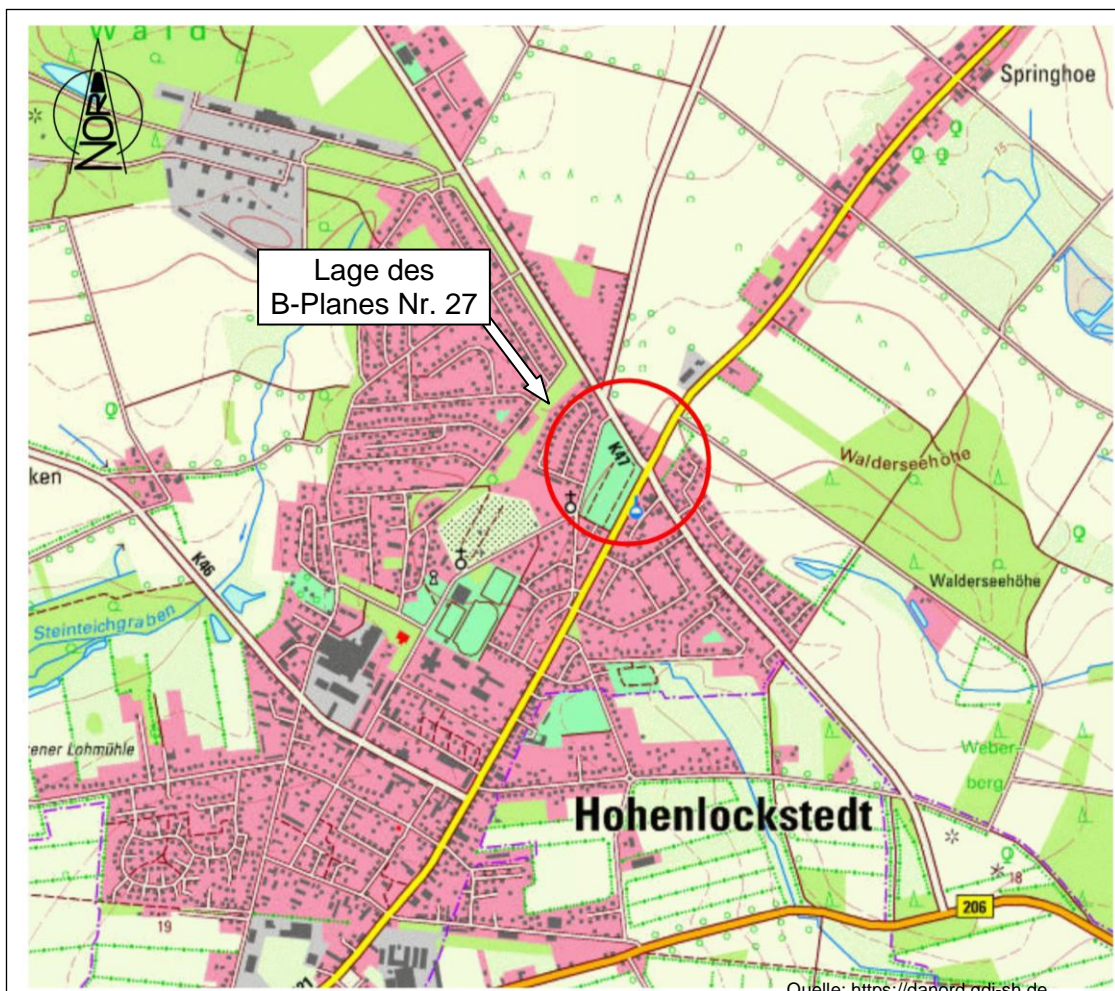 Wald
NORD
Springhoe
15
Lage des
B-Planes Nr. 27
K47
Walderseehöhe
ken
K46
Walderseehöhe
Steinteichgraben
ener Lohmühle
Weber-
berg
Hohenlockstedt
18
206
19
Quelle: https://danord.gdi-sh.de